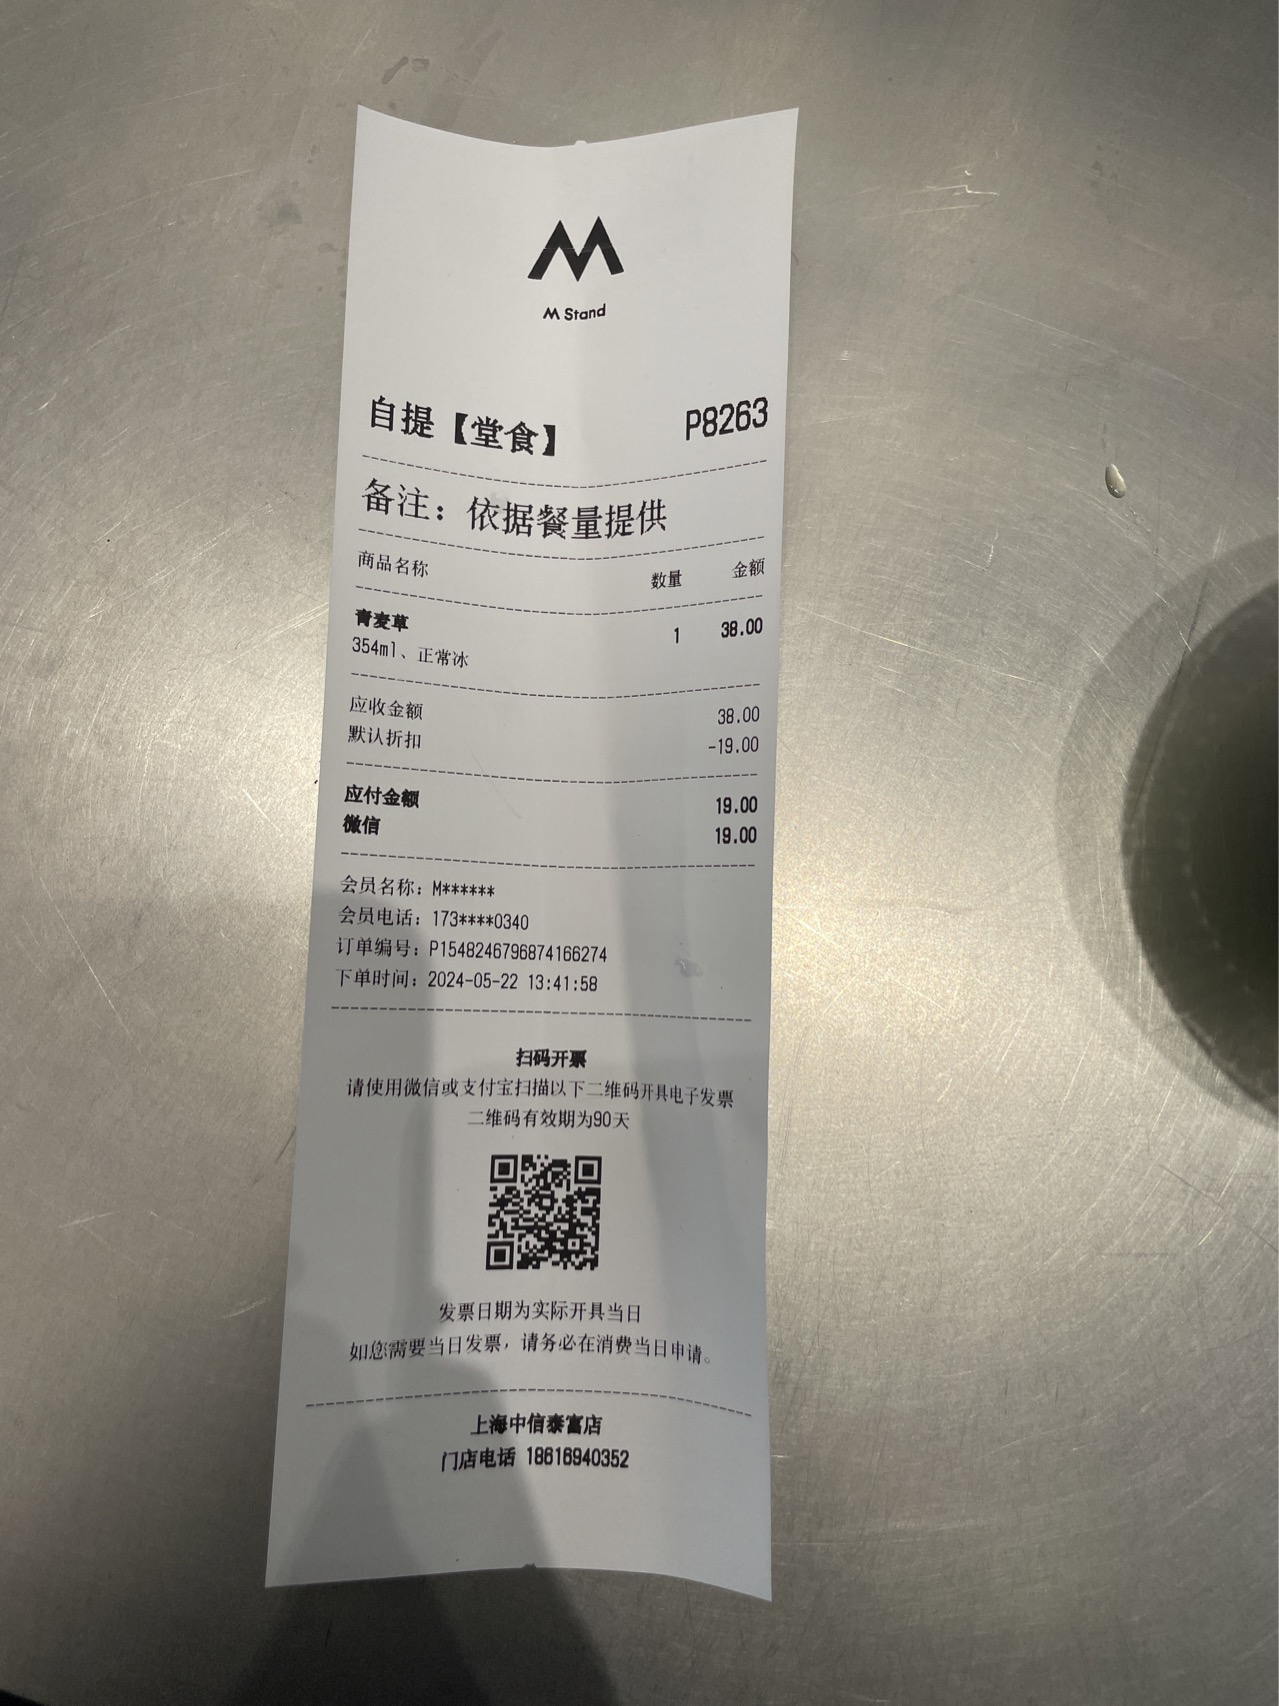 M
M Stand
自提【堂食】 P8263
备注：依据餐量提供
商品名称 数量 金额
青麦草 1 38.00
354ml、正常冰
应收金额 38.00
默认折扣 -19.00
应付金额 19.00
微信 19.00
会员名称：M******
会员电话：173****0340
订单编号：P1548246796874166274
下单时间：2024-05-22 13:41:58
扫码开票
请使用微信或支付宝扫描以下二维码开具电子发票
二维码有效期为90天
发票日期为实际开具当日
如您需要当日发票，请务必在消费当日申请。
上海中信泰富店
门店电话 18616940352